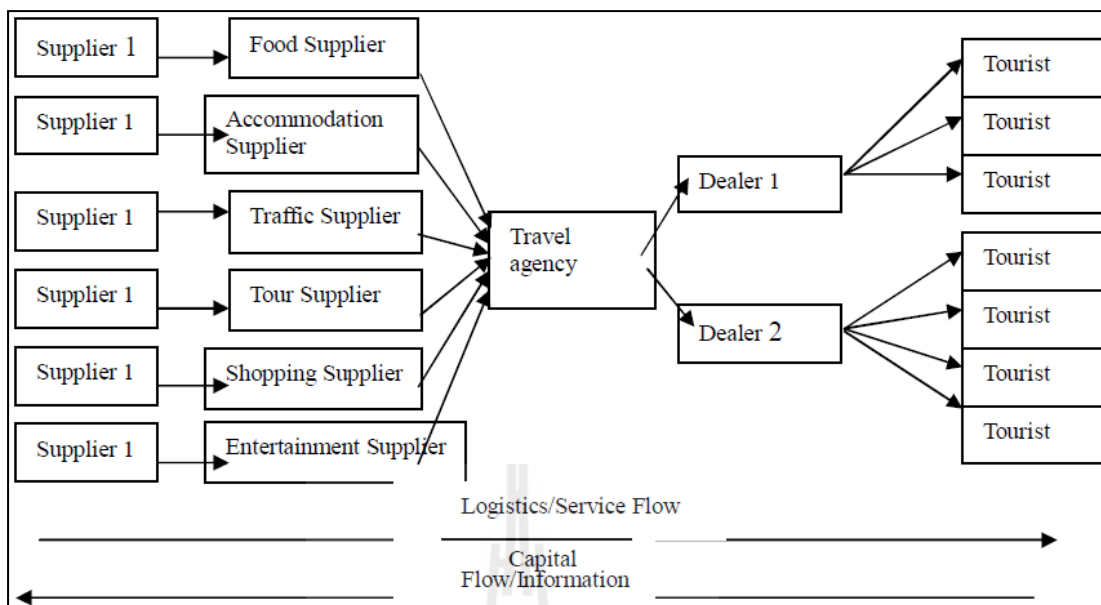 Supplier 1
Food Supplier
Supplier 1
Accommodation
Supplier
Supplier 1
Traffic Supplier
Supplier 1
Tour Supplier
Supplier 1
Shopping Supplier
Supplier 1
Entertainment Supplier
Travel
agency
Dealer 1
Dealer 2
Tourist
Tourist
Tourist
Tourist
Tourist
Tourist
Tourist
Logistics/Service Flow
Capital
Flow/Information